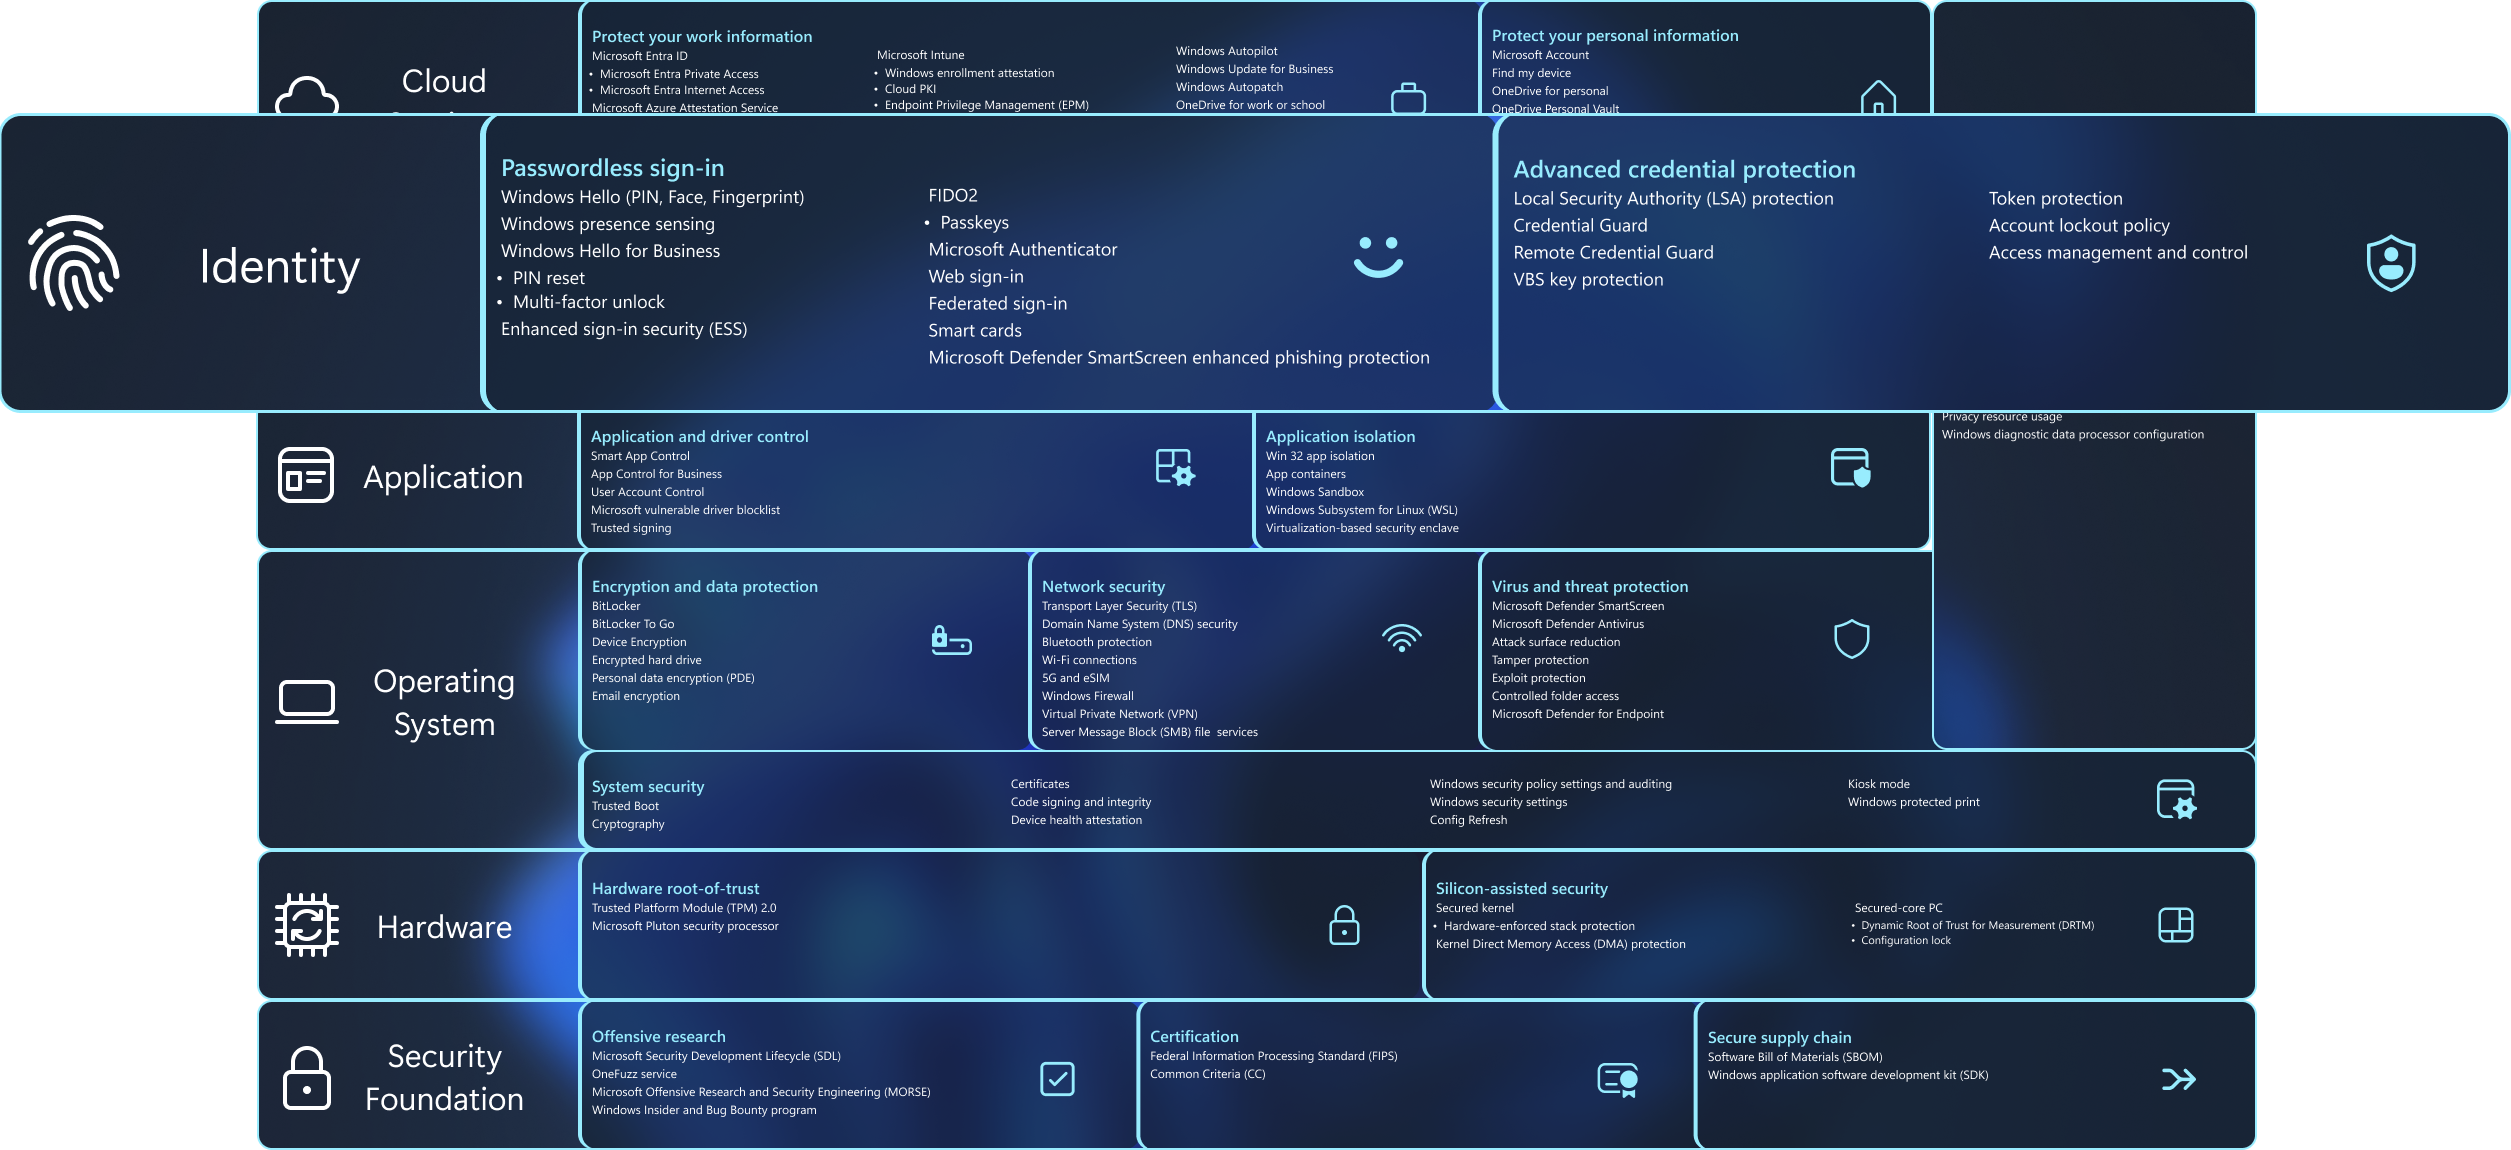 Cloud
Protect your work information
Microsoft Entra ID
• Microsoft Entra Private Access
• Microsoft Entra Internet Access
Microsoft Azure Attestation Service
Microsoft Intune
• Windows enrollment attestation
• Cloud PKI
• Endpoint Privilege Management (EPM)
Windows Autopilot
Windows Update for Business
Windows Autopatch
OneDrive for work or school
Protect your personal information
Microsoft Account
Find my device
OneDrive for personal
OneDrive Personal Vault
Identity
Passwordless sign-in
Windows Hello (PIN, Face, Fingerprint)
Windows presence sensing
Windows Hello for Business
• PIN reset
• Multi-factor unlock
Enhanced sign-in security (ESS)
FIDO2
• Passkeys
Microsoft Authenticator
Web sign-in
Federated sign-in
Smart cards
Microsoft Defender SmartScreen enhanced phishing protection
Advanced credential protection
Local Security Authority (LSA) protection
Credential Guard
Remote Credential Guard
VBS key protection
Token protection
Account lockout policy
Access management and control
Privacy resource usage
Windows diagnostic data processor configuration
Application
Application and driver control
Smart App Control
App Control for Business
User Account Control
Microsoft vulnerable driver blocklist
Trusted signing
Application isolation
Win 32 app isolation
App containers
Windows Sandbox
Windows Subsystem for Linux (WSL)
Virtualization-based security enclave
Operating
System
Encryption and data protection
BitLocker
BitLocker To Go
Device Encryption
Encrypted hard drive
Personal data encryption (PDE)
Email encryption
Network security
Transport Layer Security (TLS)
Domain Name System (DNS) security
Bluetooth protection
Wi-Fi connections
5G and eSIM
Windows Firewall
Virtual Private Network (VPN)
Server Message Block (SMB) file services
Virus and threat protection
Microsoft Defender SmartScreen
Microsoft Defender Antivirus
Attack surface reduction
Tamper protection
Exploit protection
Controlled folder access
Microsoft Defender for Endpoint
System security
Trusted Boot
Cryptography
Certificates
Code signing and integrity
Device health attestation
Windows security policy settings and auditing
Windows security settings
Config Refresh
Kiosk mode
Windows protected print
Hardware
Hardware root-of-trust
Trusted Platform Module (TPM) 2.0
Microsoft Pluton security processor
Silicon-assisted security
Secured kernel
• Hardware-enforced stack protection
Kernel Direct Memory Access (DMA) protection
Secured-core PC
• Dynamic Root of Trust for Measurement (DRTM)
• Configuration lock
Security
Foundation
Offensive research
Microsoft Security Development Lifecycle (SDL)
OneFuzz service
Microsoft Offensive Research and Security Engineering (MORSE)
Windows Insider and Bug Bounty program
Certification
Federal Information Processing Standard (FIPS)
Common Criteria (CC)
Secure supply chain
Software Bill of Materials (SBOM)
Windows application software development kit (SDK)